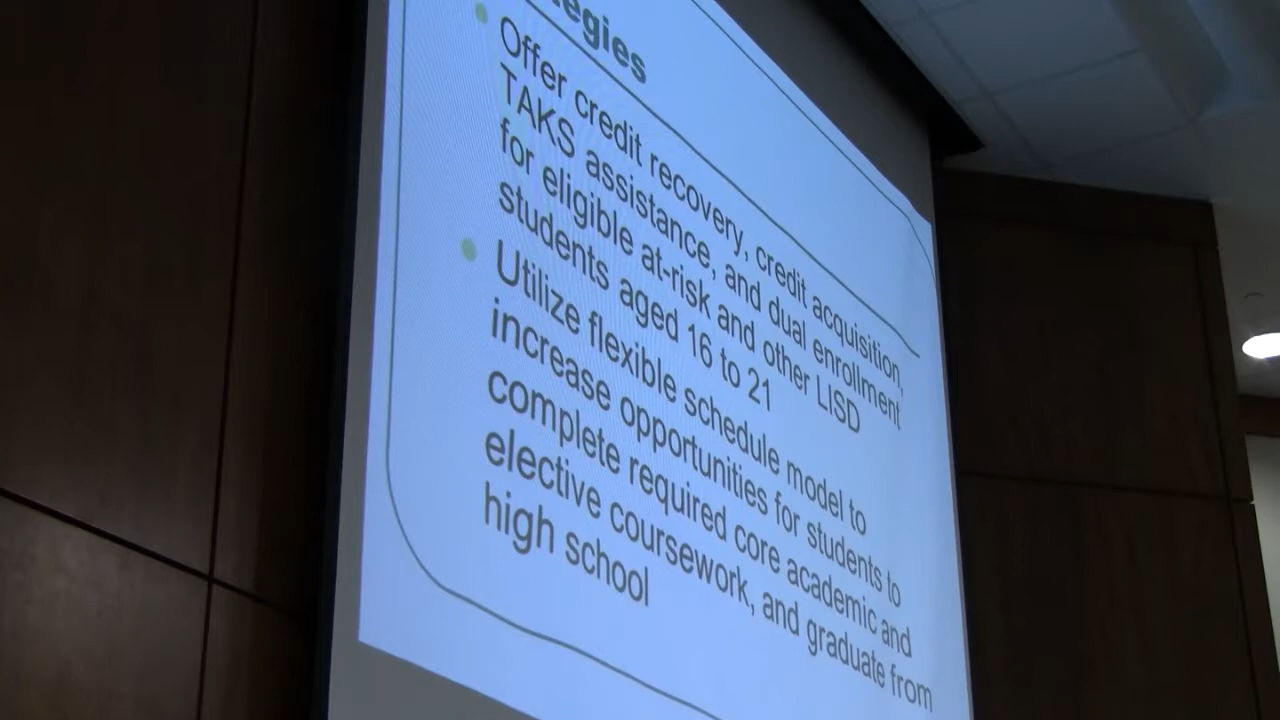 Offer credit recovery, credit acquisition,
TAKS assistance, and dual enrollment
for eligible at-risk and other LISD
students aged 16 to 21
Utilize flexible schedule model to
increase opportunities for students to
complete required core academic and
elective coursework, and graduate from
high school